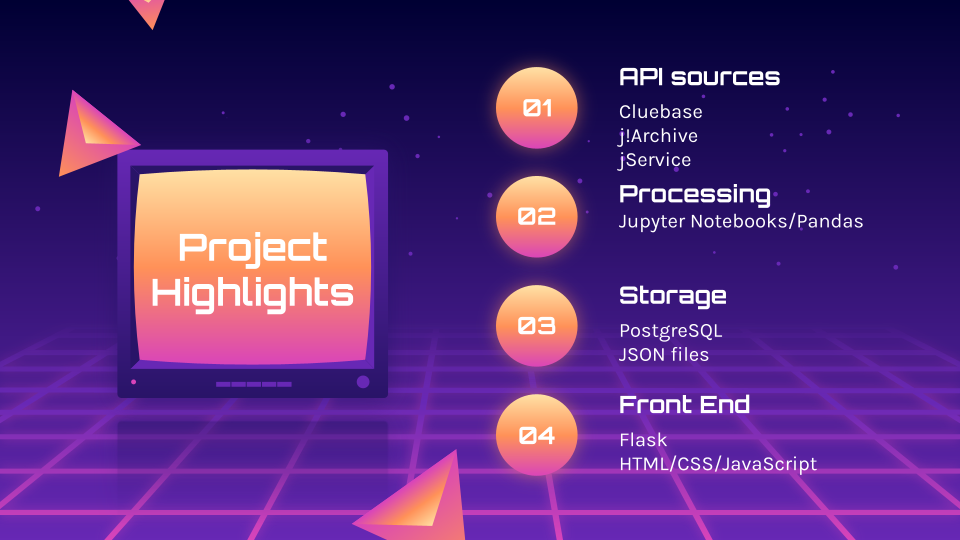 Project
Highlights
01
API sources
Cluebase
j!Archive
jService
02
Processing
Jupyter Notebooks/Pandas
03
Storage
PostgreSQL
JSON files
04
Front End
Flask
HTML/CSS/JavaScript